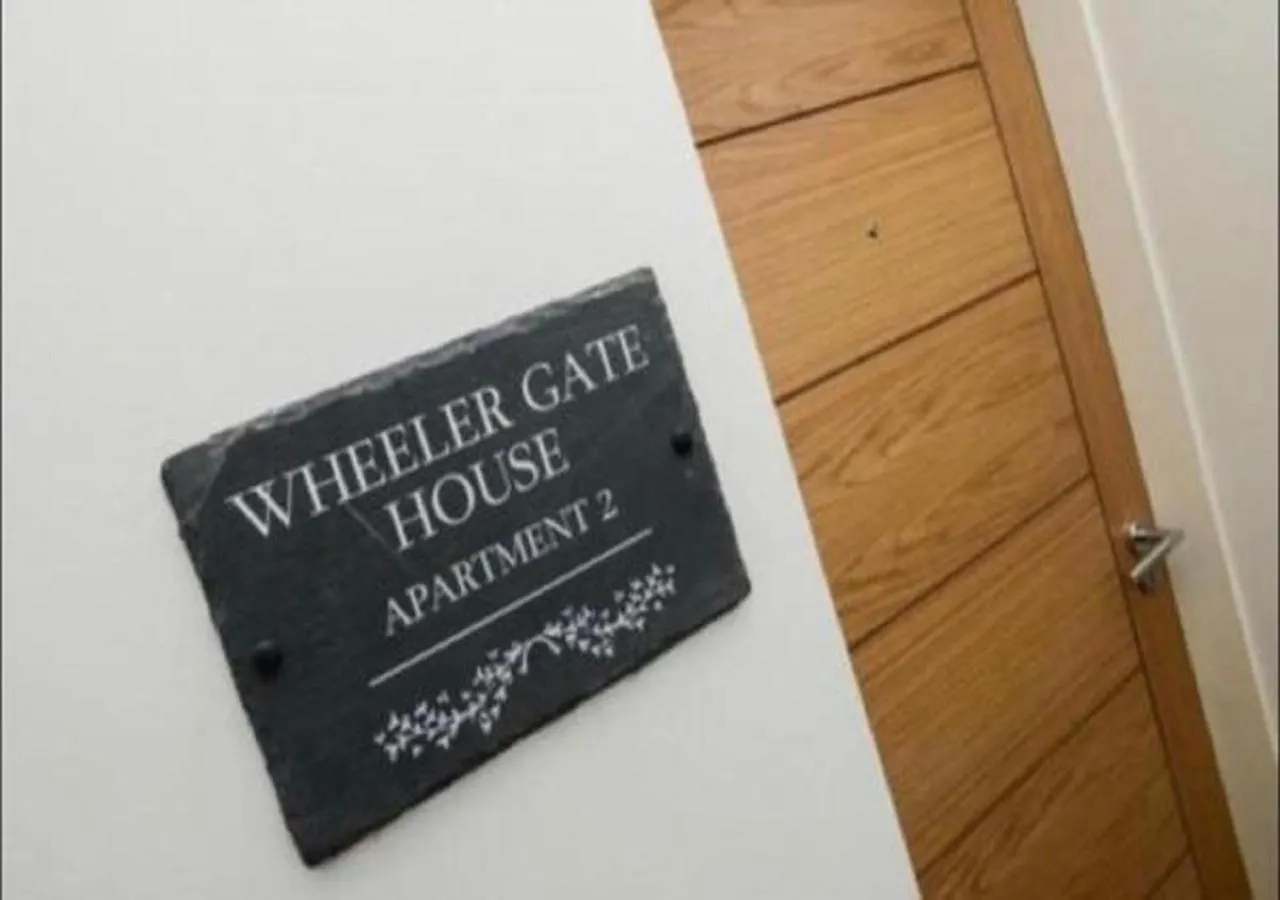 WHEELER GATE
HOUSE
APARTMENT 2